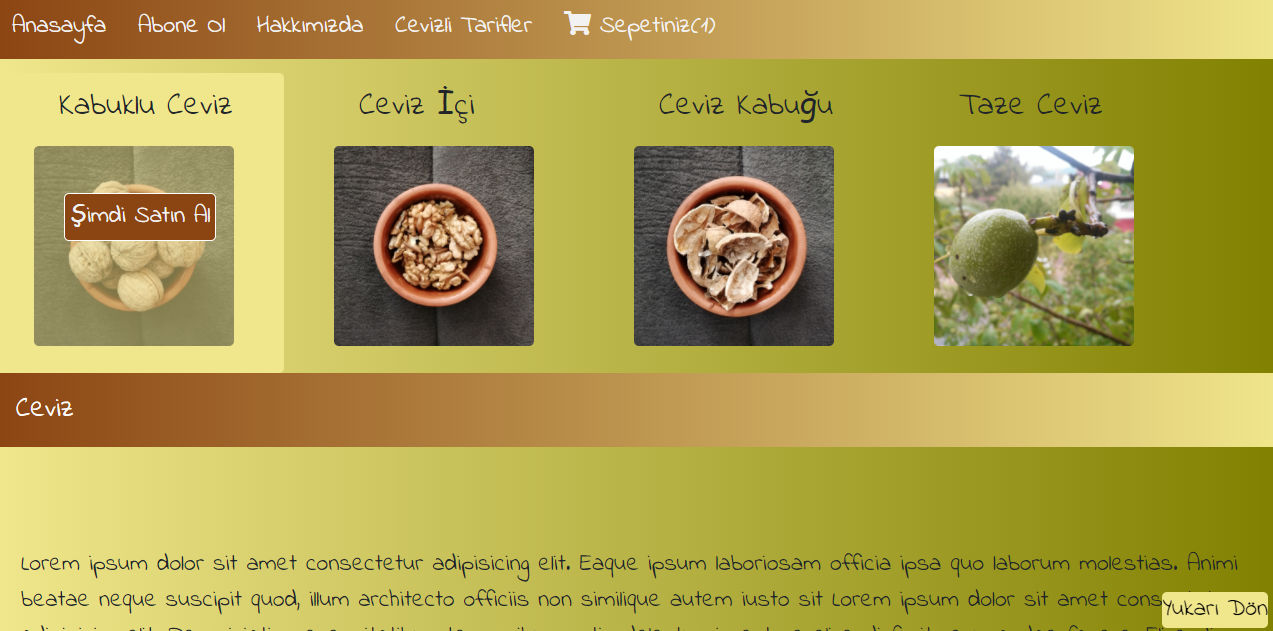 Anasayfa Abone Ol Hakkımızda Cevizli Tarifler Sepetiniz(1)
Kabuklu Ceviz Ceviz İçi Ceviz Kabuğu Taze Ceviz
Şimdi Satın Al
Ceviz
Lorem ipsum dolor sit amet consectetur adipisicing elit. Eaque ipsum laboriosam officia ipsa quo laborum molestias. Animi
beatae neque suscipit quod, illum architecto officiis non similique autem iusto sit Lorem ipsum dolor sit amet cons
Yukarı Dön